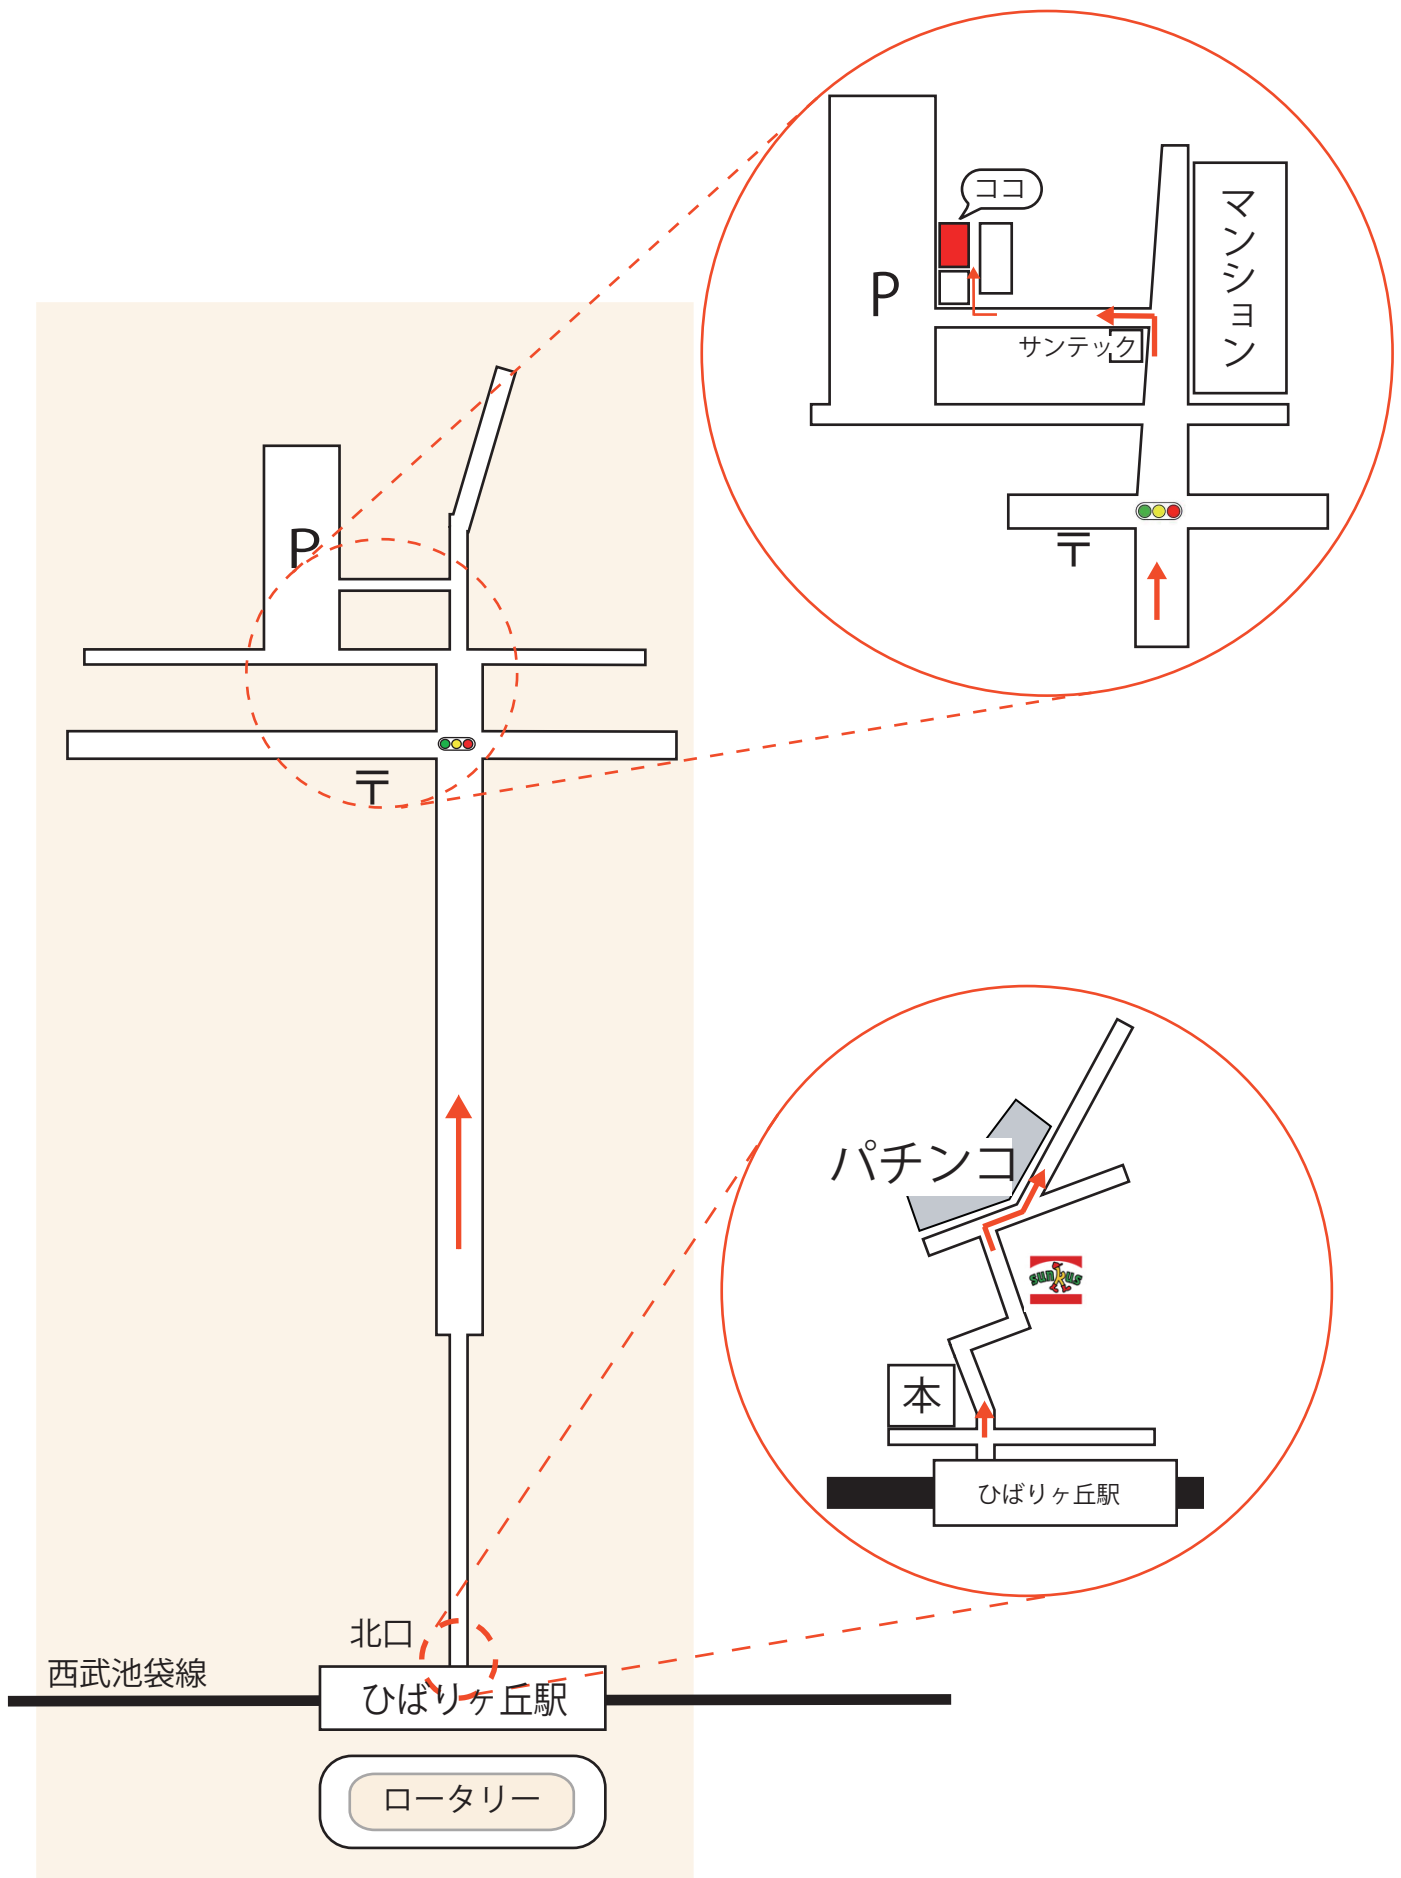 ココ
P
マンション
サンテック
〒
P
〒
パチンコ
sunkus
本
ひばりヶ丘駅
北口
西武池袋線
ひばりヶ丘駅
ロータリー